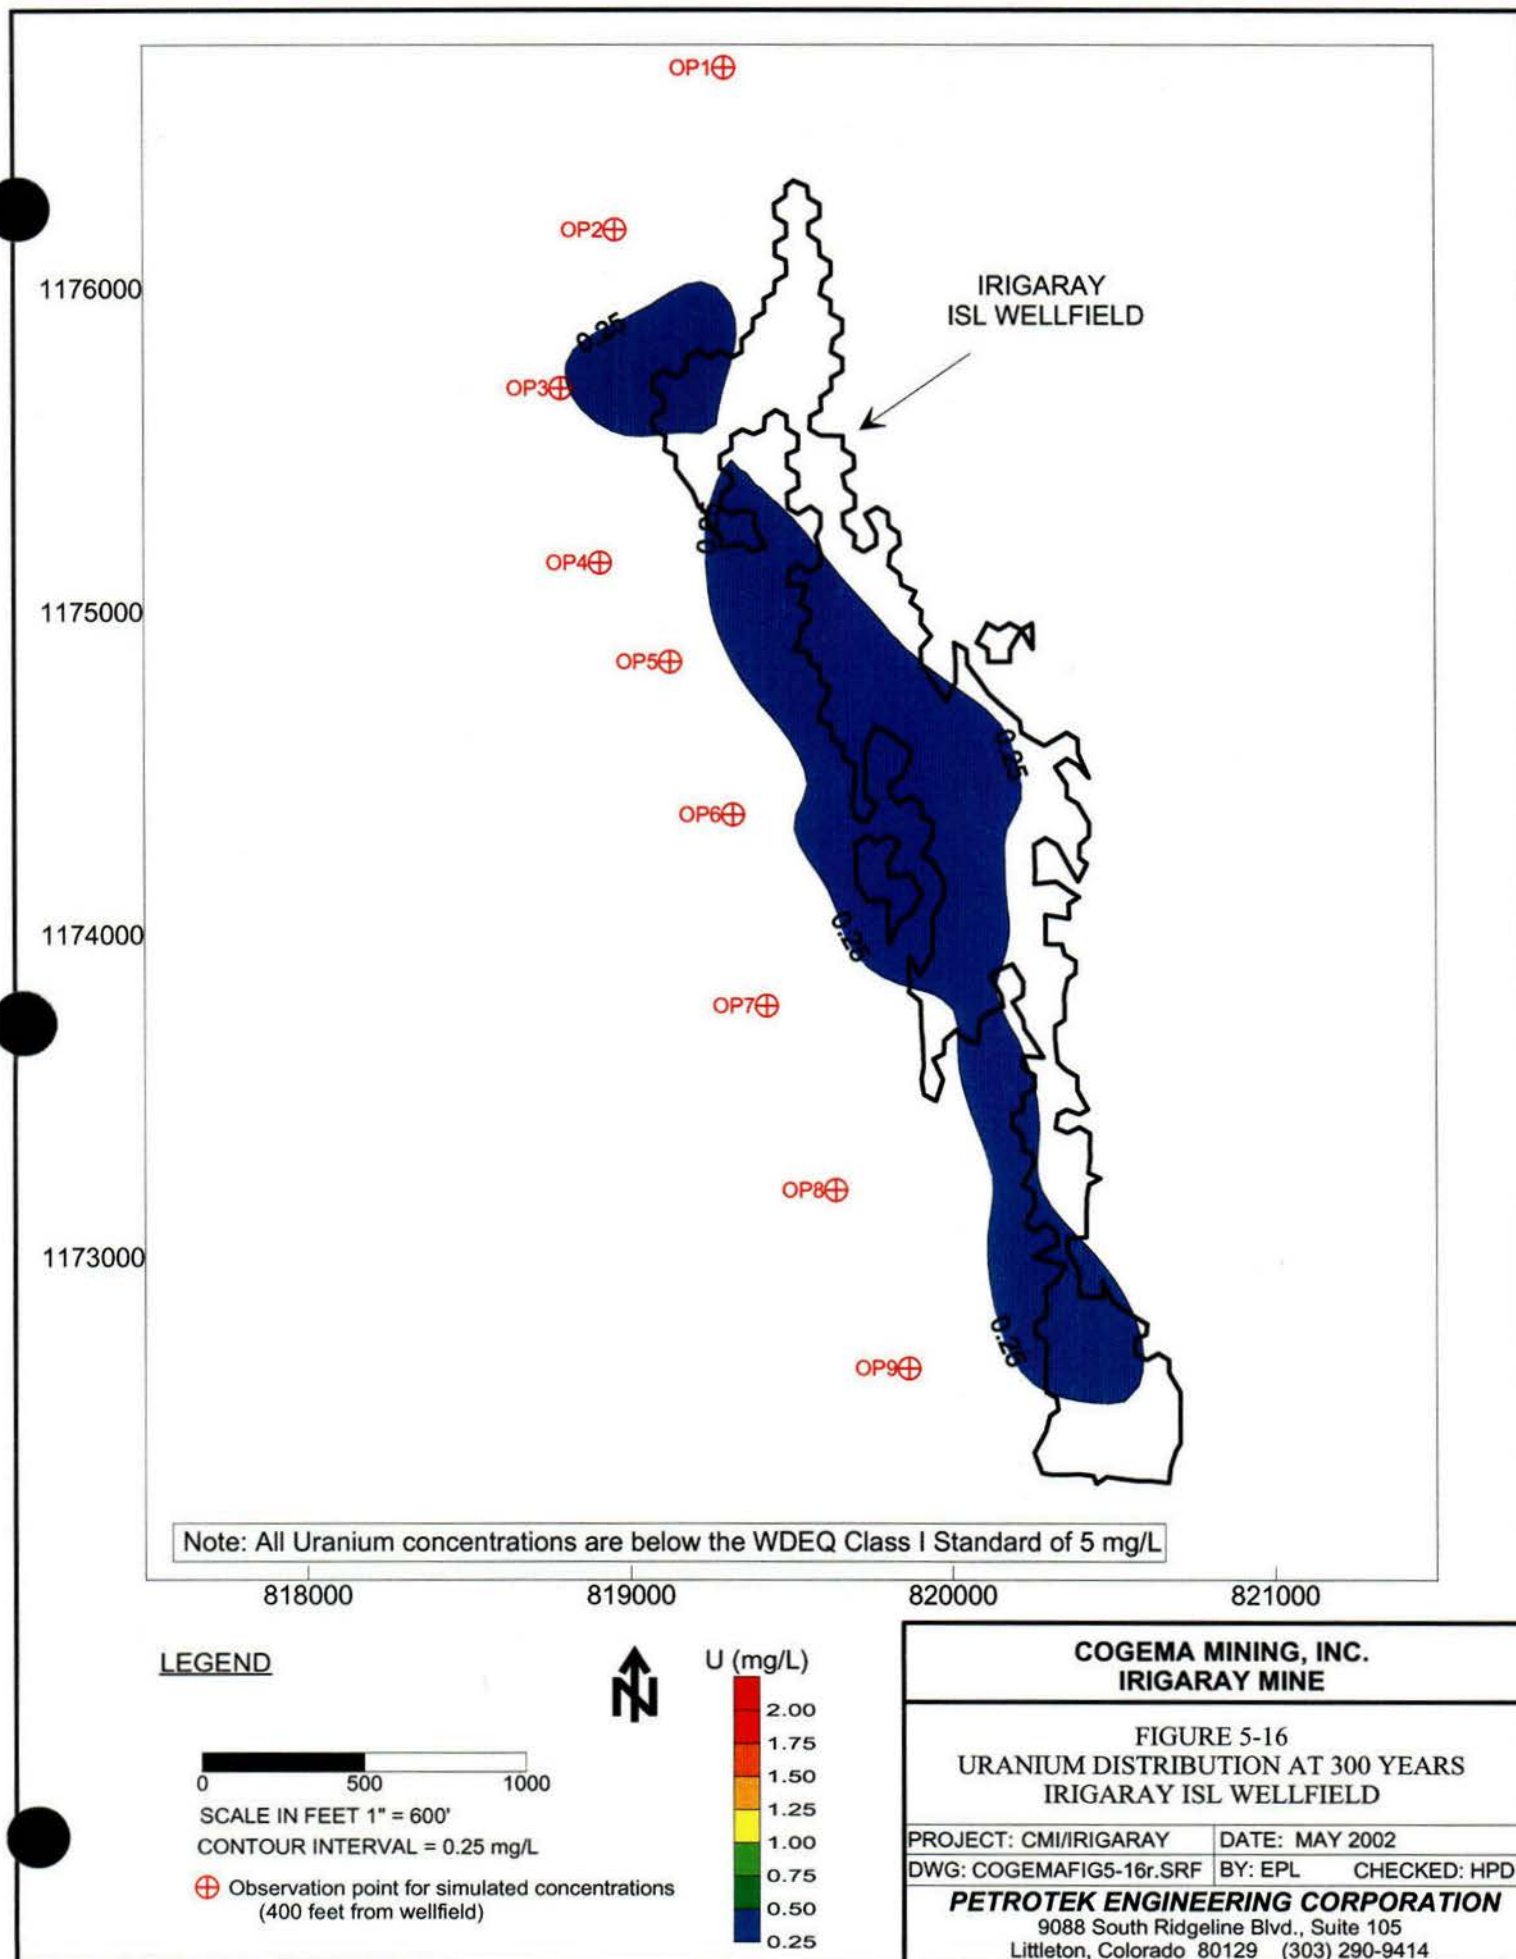 OP1
OP2
1176000
IRIGARAY
ISL WELLFIELD
0.25
OP3
0.25
OP4
1175000
OP5
0.25
OP6
0.25
1174000
OP7
OP8
1173000
0.25
OP9
Note: All Uranium concentrations are below the WDEQ Class I Standard of 5 mg/L
818000 819000 820000 821000
LEGEND
N
U (mg/L)
2.00
1.75
1.50
1.25
1.00
0.75
0.50
0.25
0 500 1000
SCALE IN FEET 1" = 600'
CONTOUR INTERVAL = 0.25 mg/L
Observation point for simulated concentrations
(400 feet from wellfield)
COGEMA MINING, INC.
IRIGARAY MINE
FIGURE 5-16
URANIUM DISTRIBUTION AT 300 YEARS
IRIGARAY ISL WELLFIELD
PROJECT: CMI/IRIGARAY DATE: MAY 2002
DWG: COGEMAFIG5-16r.SRF BY: EPL CHECKED: HPD
PETROTEK ENGINEERING CORPORATION
9088 South Ridgeline Blvd., Suite 105
Littleton, Colorado 80129 (303) 290-9414